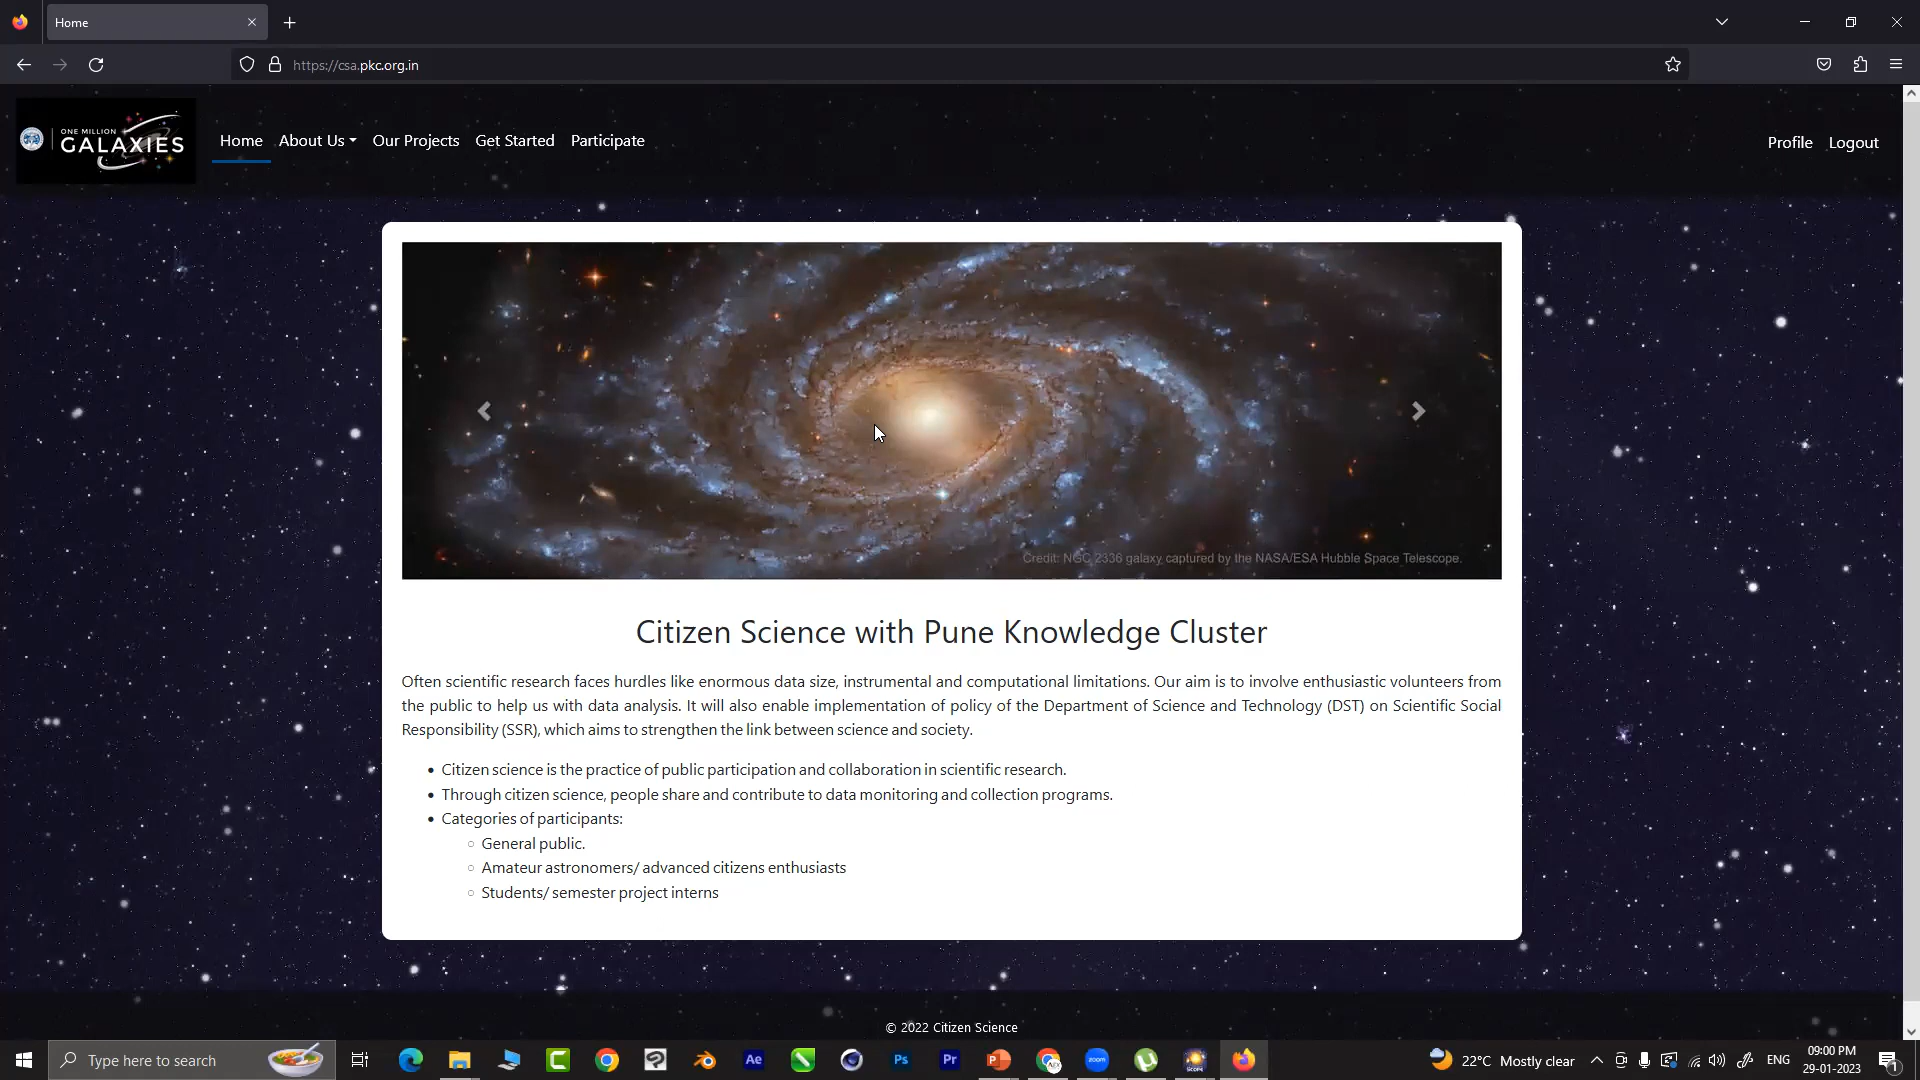 Home
https://csa.pkc.org.in
ONE MILLION
GALAXIES
Home About Us Our Projects Get Started Participate
Profile Logout
Credit: NGC 2336 galaxy captured by the NASA/ESA Hubble Space Telescope.
Citizen Science with Pune Knowledge Cluster
Often scientific research faces hurdles like enormous data size, instrumental and computational limitations. Our aim is to involve enthusiastic volunteers from
the public to help us with data analysis. It will also enable implementation of policy of the Department of Science and Technology (DST) on Scientific Social
Responsibility (SSR), which aims to strengthen the link between science and society.
• Citizen science is the practice of public participation and collaboration in scientific research.
• Through citizen science, people share and contribute to data monitoring and collection programs.
• Categories of participants:
○ General public.
○ Amateur astronomers/ advanced citizens enthusiasts
○ Students/ semester project interns
© 2022 Citizen Science
Type here to search
Ae
Ps
Pr
zoom
22°C Mostly clear
ENG
09:00 PM
29-01-2023
1